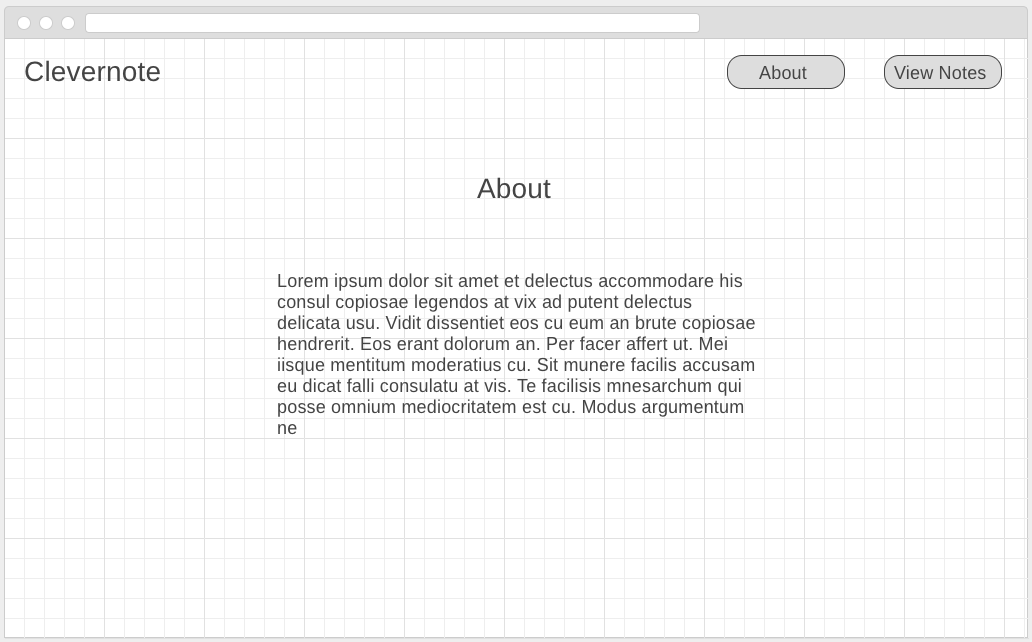 Clevernote
About
View Notes
About
Lorem ipsum dolor sit amet et delectus accommodare his
consul copiosae legendos at vix ad putent delectus
delicata usu. Vidit dissentiet eos cu eum an brute copiosae
hendrerit. Eos erant dolorum an. Per facer affert ut. Mei
iisque mentitum moderatius cu. Sit munere facilis accusam
eu dicat falli consulatu at vis. Te facilisis mnesarchum qui
posse omnium mediocritatem est cu. Modus argumentum
ne